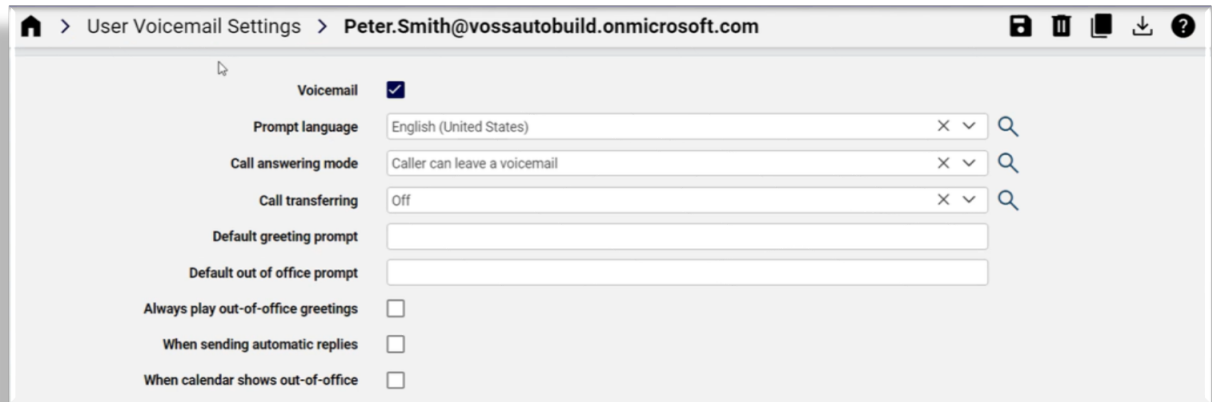 User Voicemail Settings > Peter.Smith@vossautobuild.onmicrosoft.com
Voicemail
Prompt language English (United States)
Call answering mode Caller can leave a voicemail
Call transferring Off
Default greeting prompt
Default out of office prompt
Always play out-of-office greetings
When sending automatic replies
When calendar shows out-of-office